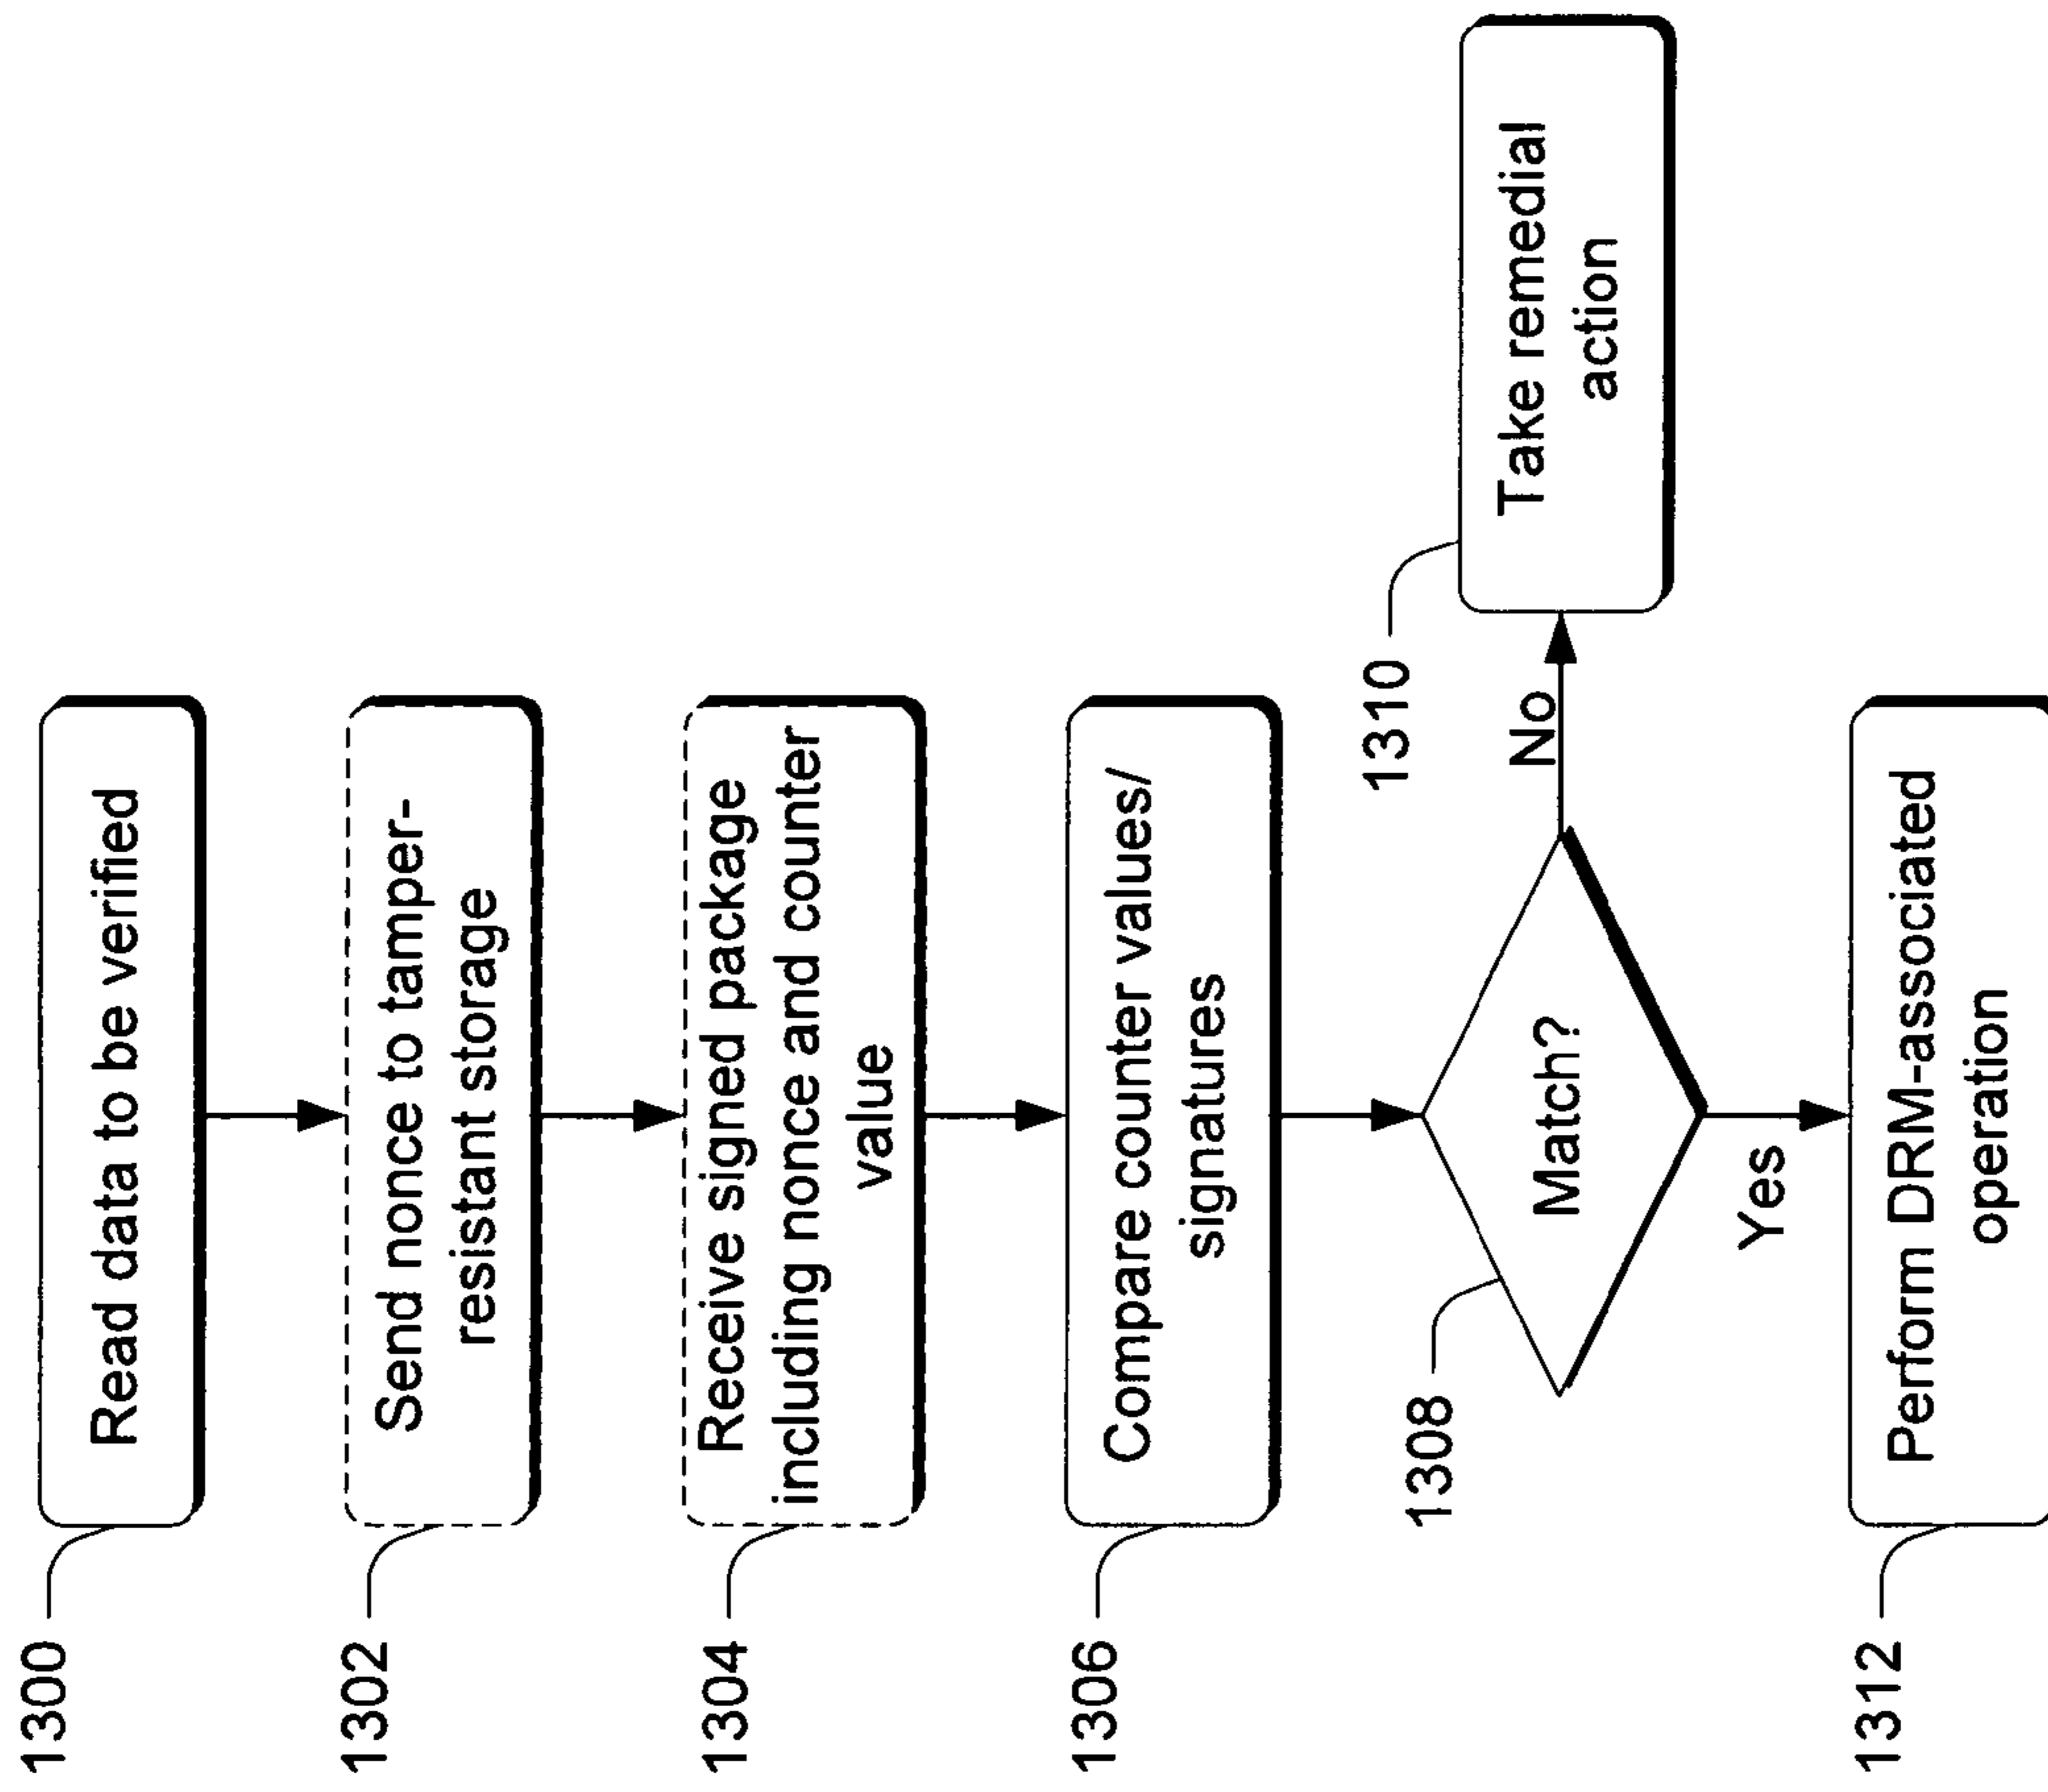 1300
Read data to be verified
1302
Send nonce to tamper-
resistant storage
1304
Receive signed package
including nonce and counter
value
1306
Compare counter values/
signatures
1308
Match?
No
1310
Take remedial
action
Yes
1312
Perform DRM-associated
operation